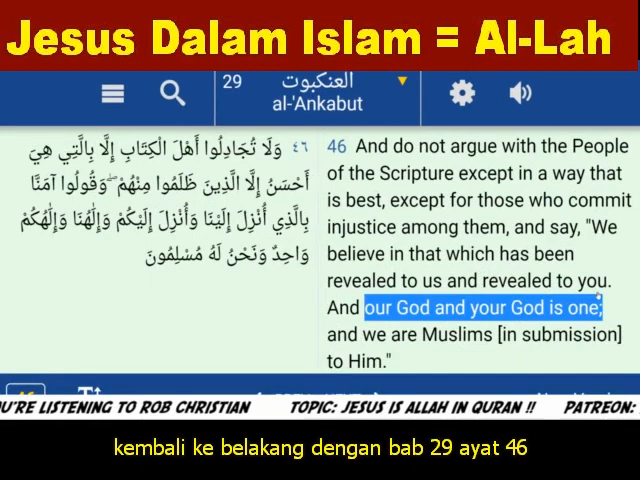 Jesus Dalam Islam = Al-Lah
29
العنكبوت
al-'Ankabut
٤٦ وَلَا تُجَادِلُوا أَهْلَ الْكِتَابِ إِلَّا بِالَّتِي هِيَ
أَحْسَنُ إِلَّا الَّذِينَ ظَلَمُوا مِنْهُمْ ۖ وَقُولُوا آمَنَّا
بِالَّذِي أُنْزِلَ إِلَيْنَا وَأُنْزِلَ إِلَيْكُمْ وَإِلَٰهُنَا وَإِلَٰهُكُمْ
وَاحِدٌ وَنَحْنُ لَهُ مُسْلِمُونَ
46 And do not argue with the People
of the Scripture except in a way that
is best, except for those who commit
injustice among them, and say, "We
believe in that which has been
revealed to us and revealed to you.
And our God and your God is one;
and we are Muslims [in submission]
to Him."
U'RE LISTENING TO ROB CHRISTIAN TOPIC: JESUS IS ALLAH IN QURAN !! PATREON:
kembali ke belakang dengan bab 29 ayat 46